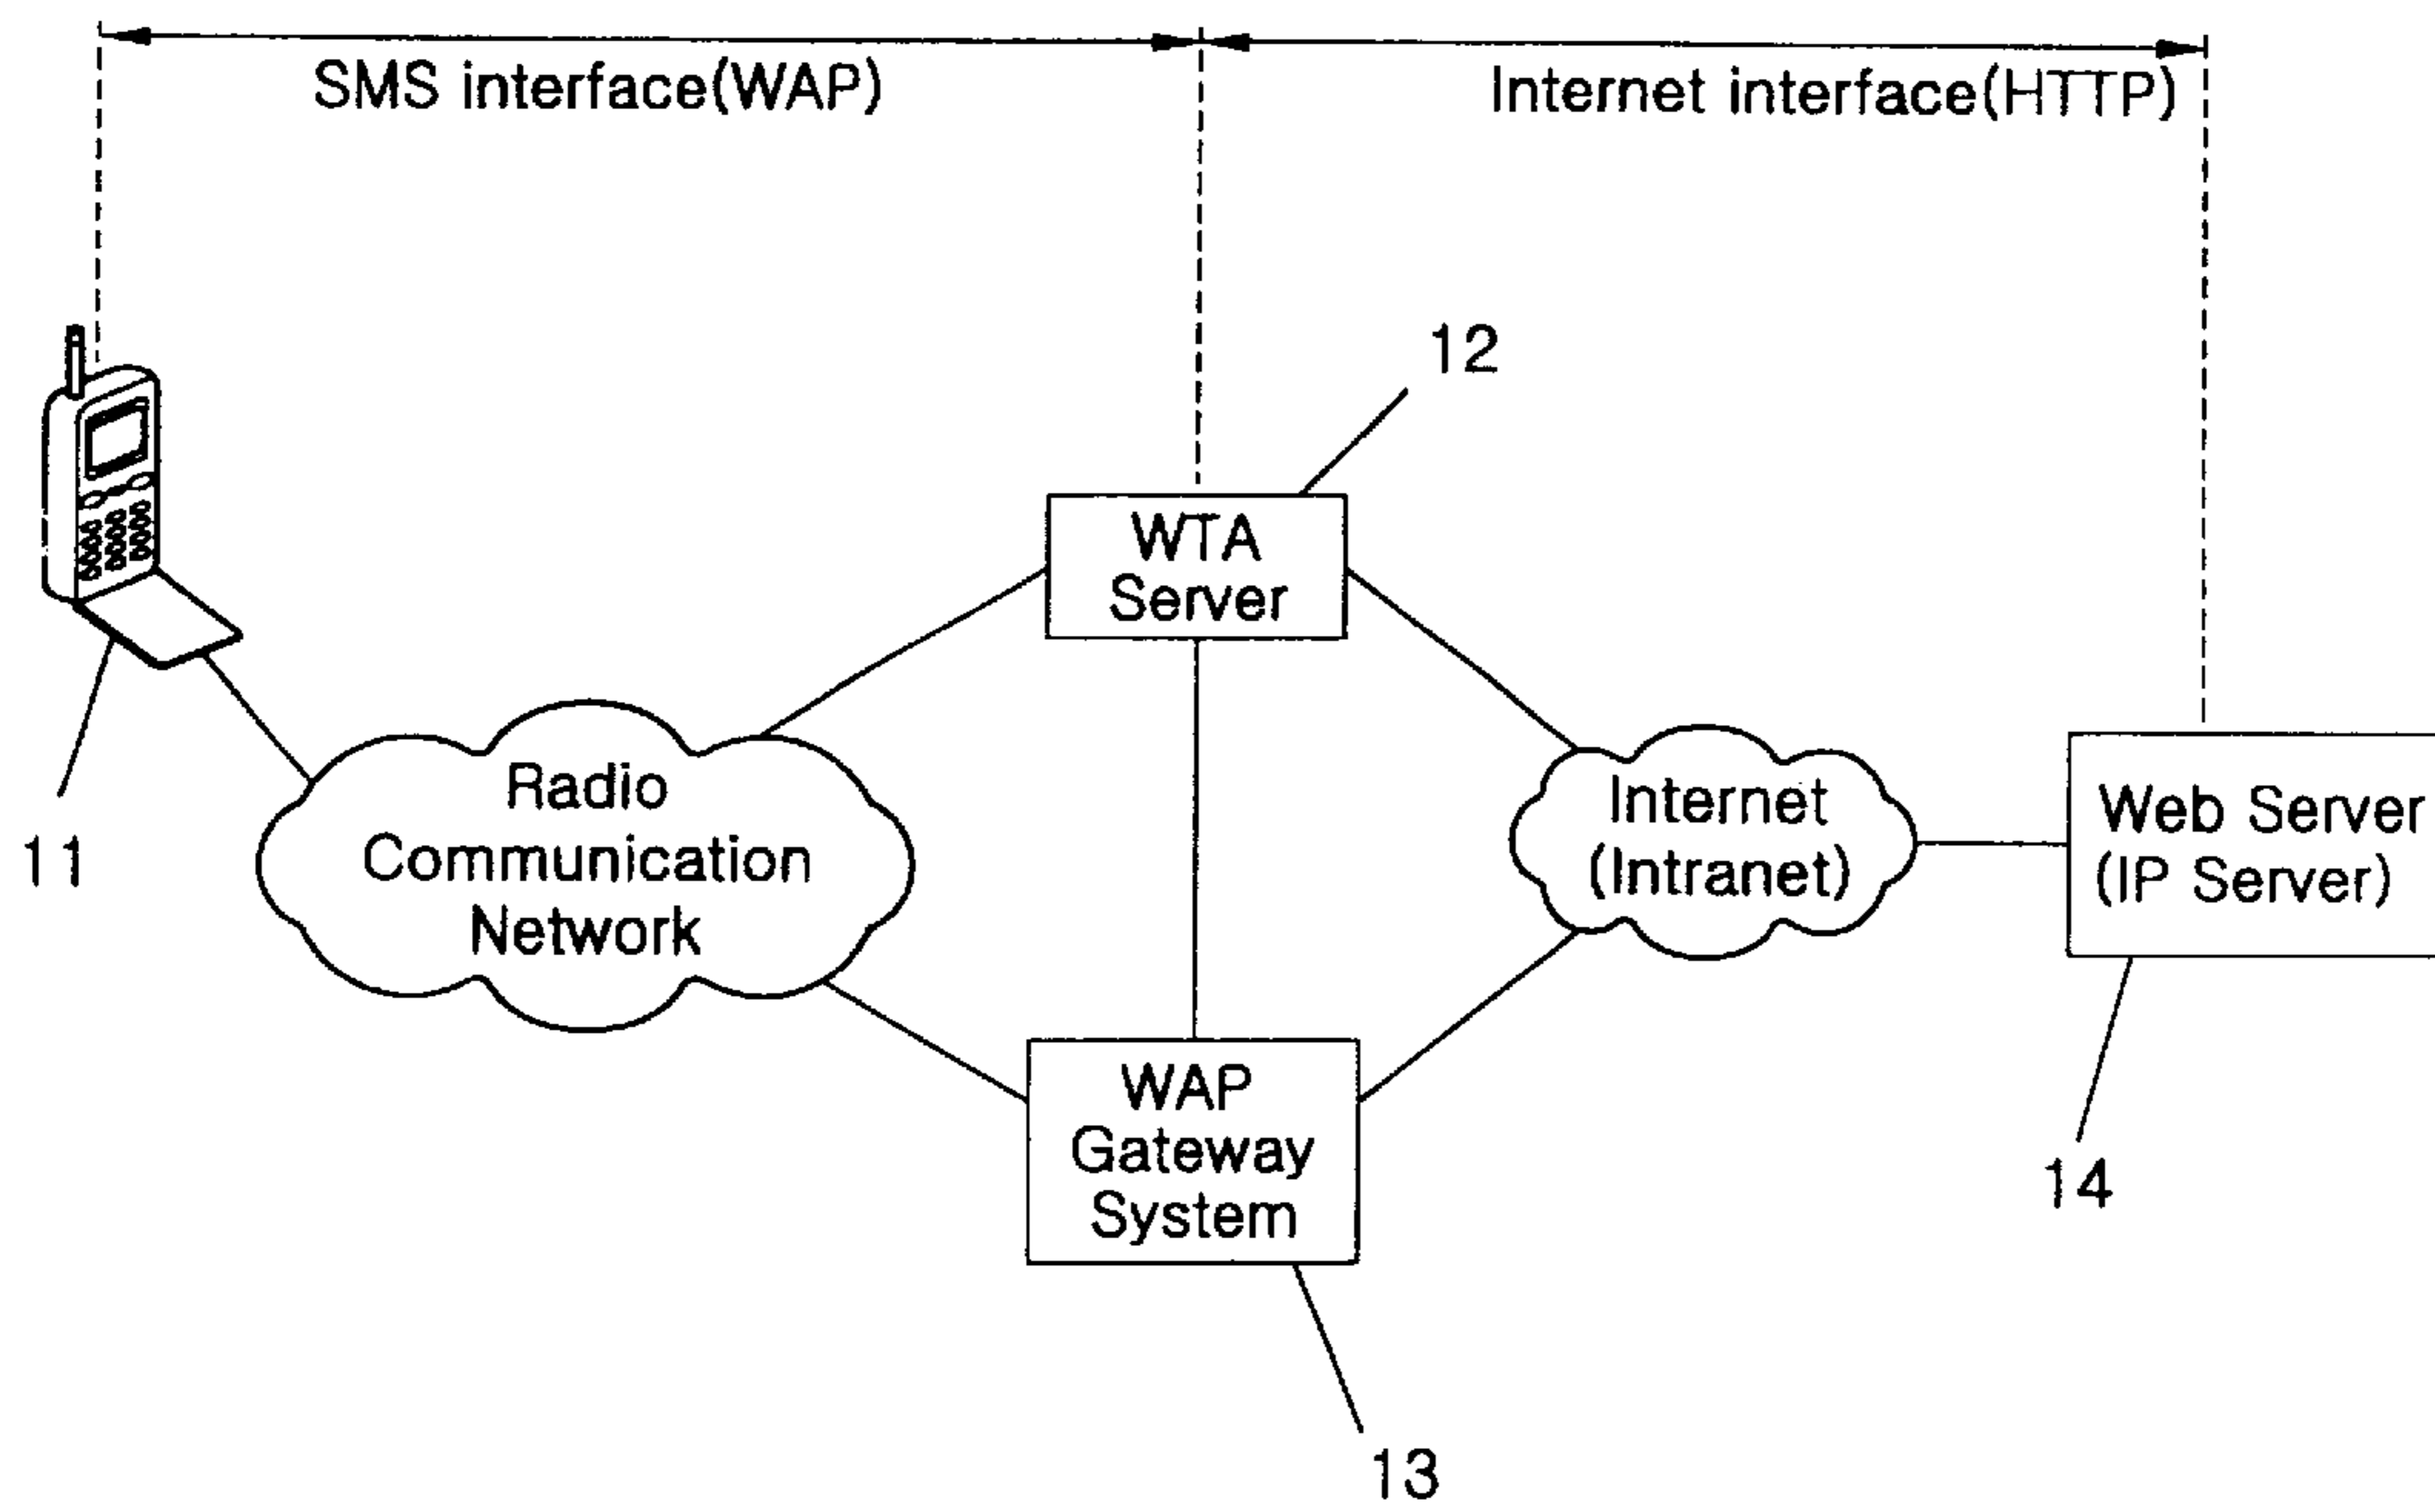 SMS interface(WAP)
Internet interface(HTTP)
12
WTA
Server
11
Radio
Communication
Network
Internet
(Intranet)
Web Server
(IP Server)
WAP
Gateway
System
14
13